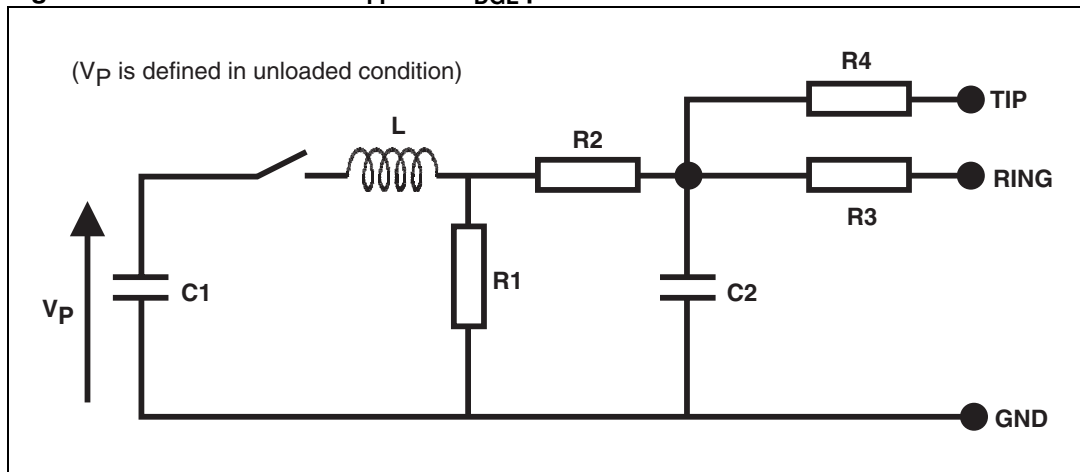 (VP is defined in unloaded condition)
R4
TIP
L
R2
RING
R3
R1
C1
C2
VP
GND